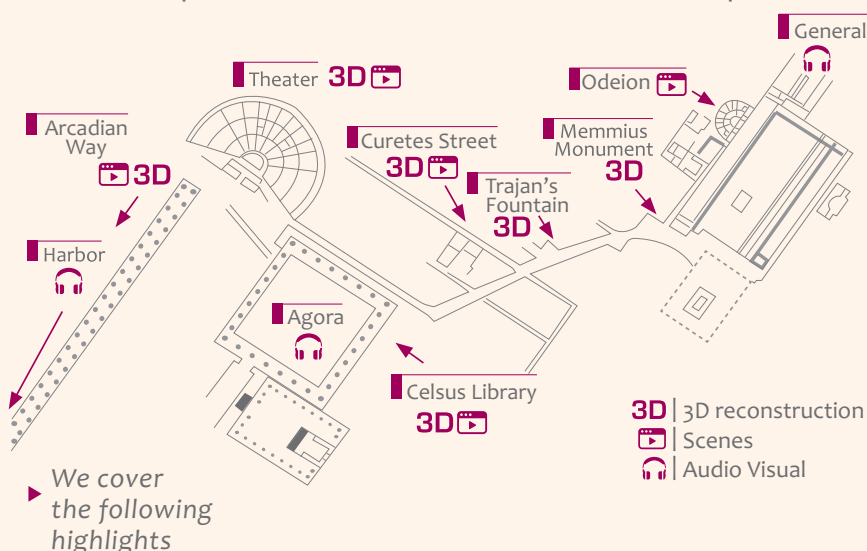 General
Theater 3D
Odeion
Arcadian
Way
3D
Curetes Street
3D
Memmius
Monument
3D
Trajan's
Fountain
3D
Harbor
Agora
Celsus Library
3D
3D | 3D reconstruction
| Scenes
| Audio Visual
We cover
the following
highlights